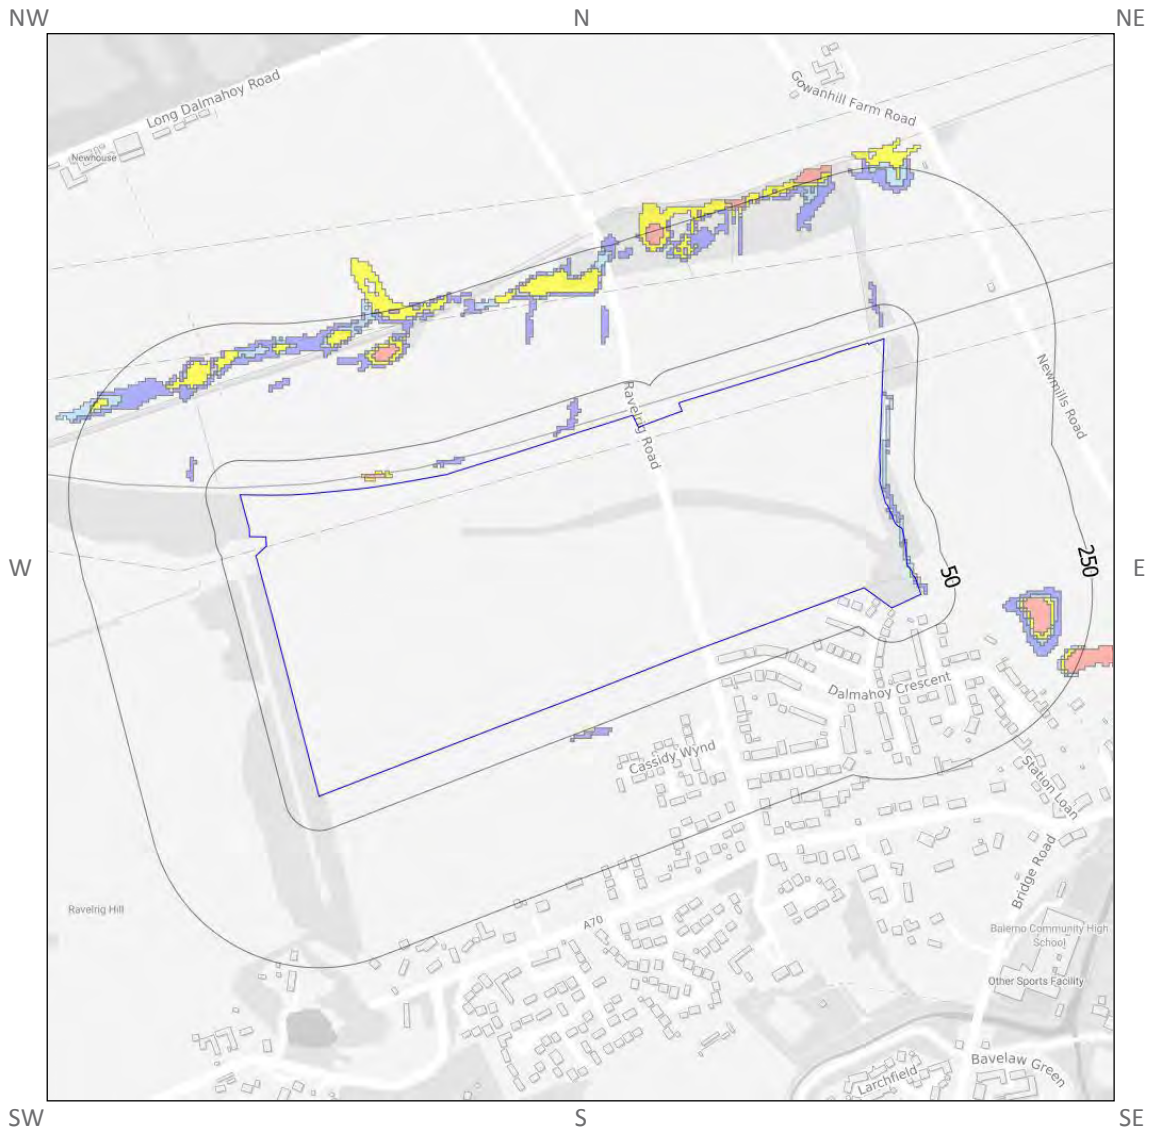 NW
N
NE
Long Dalmahoy Road
Gowanhill Farm Road
Newhouse
Ravelrig Road
Newmills Road
W
50
250
E
Dalmahoy Crescent
Cassidy Wynd
Station Loan
Bridge Road
Ravelrig Hill
A70
Balerno Community High
School
Other Sports Facility
Larchfield
Bavelaw Green
SW
S
SE